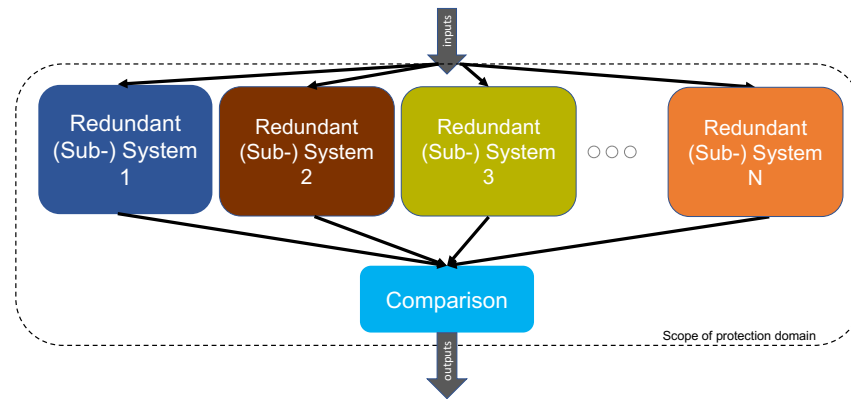 inputs
Redundant
(Sub-) System
1
Redundant
(Sub-) System
2
Redundant
(Sub-) System
3
Redundant
(Sub-) System
N
Comparison
Scope of protection domain
outputs